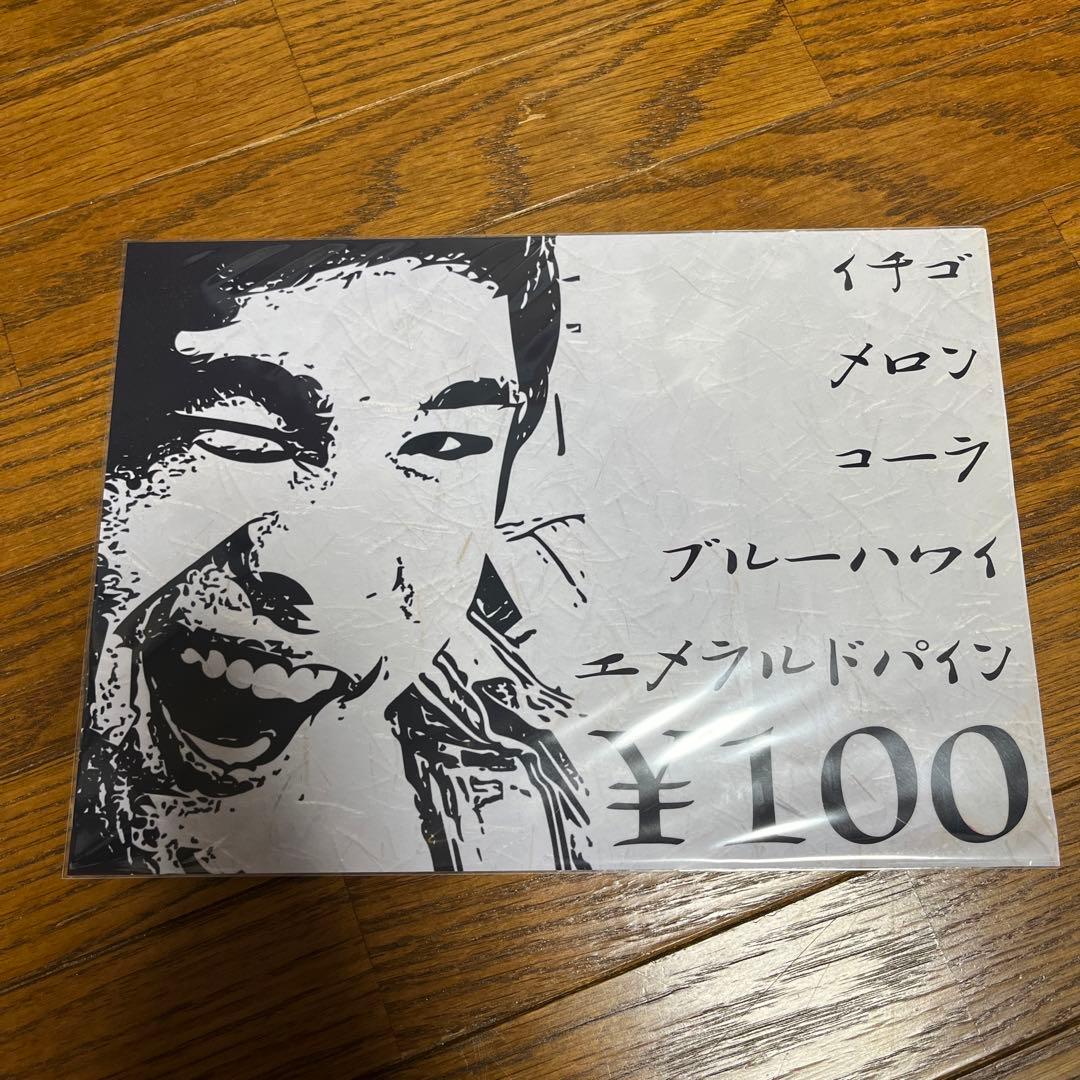 イチゴ
メロン
コーラ
ブルーハワイ
エメラルドパイン
¥100